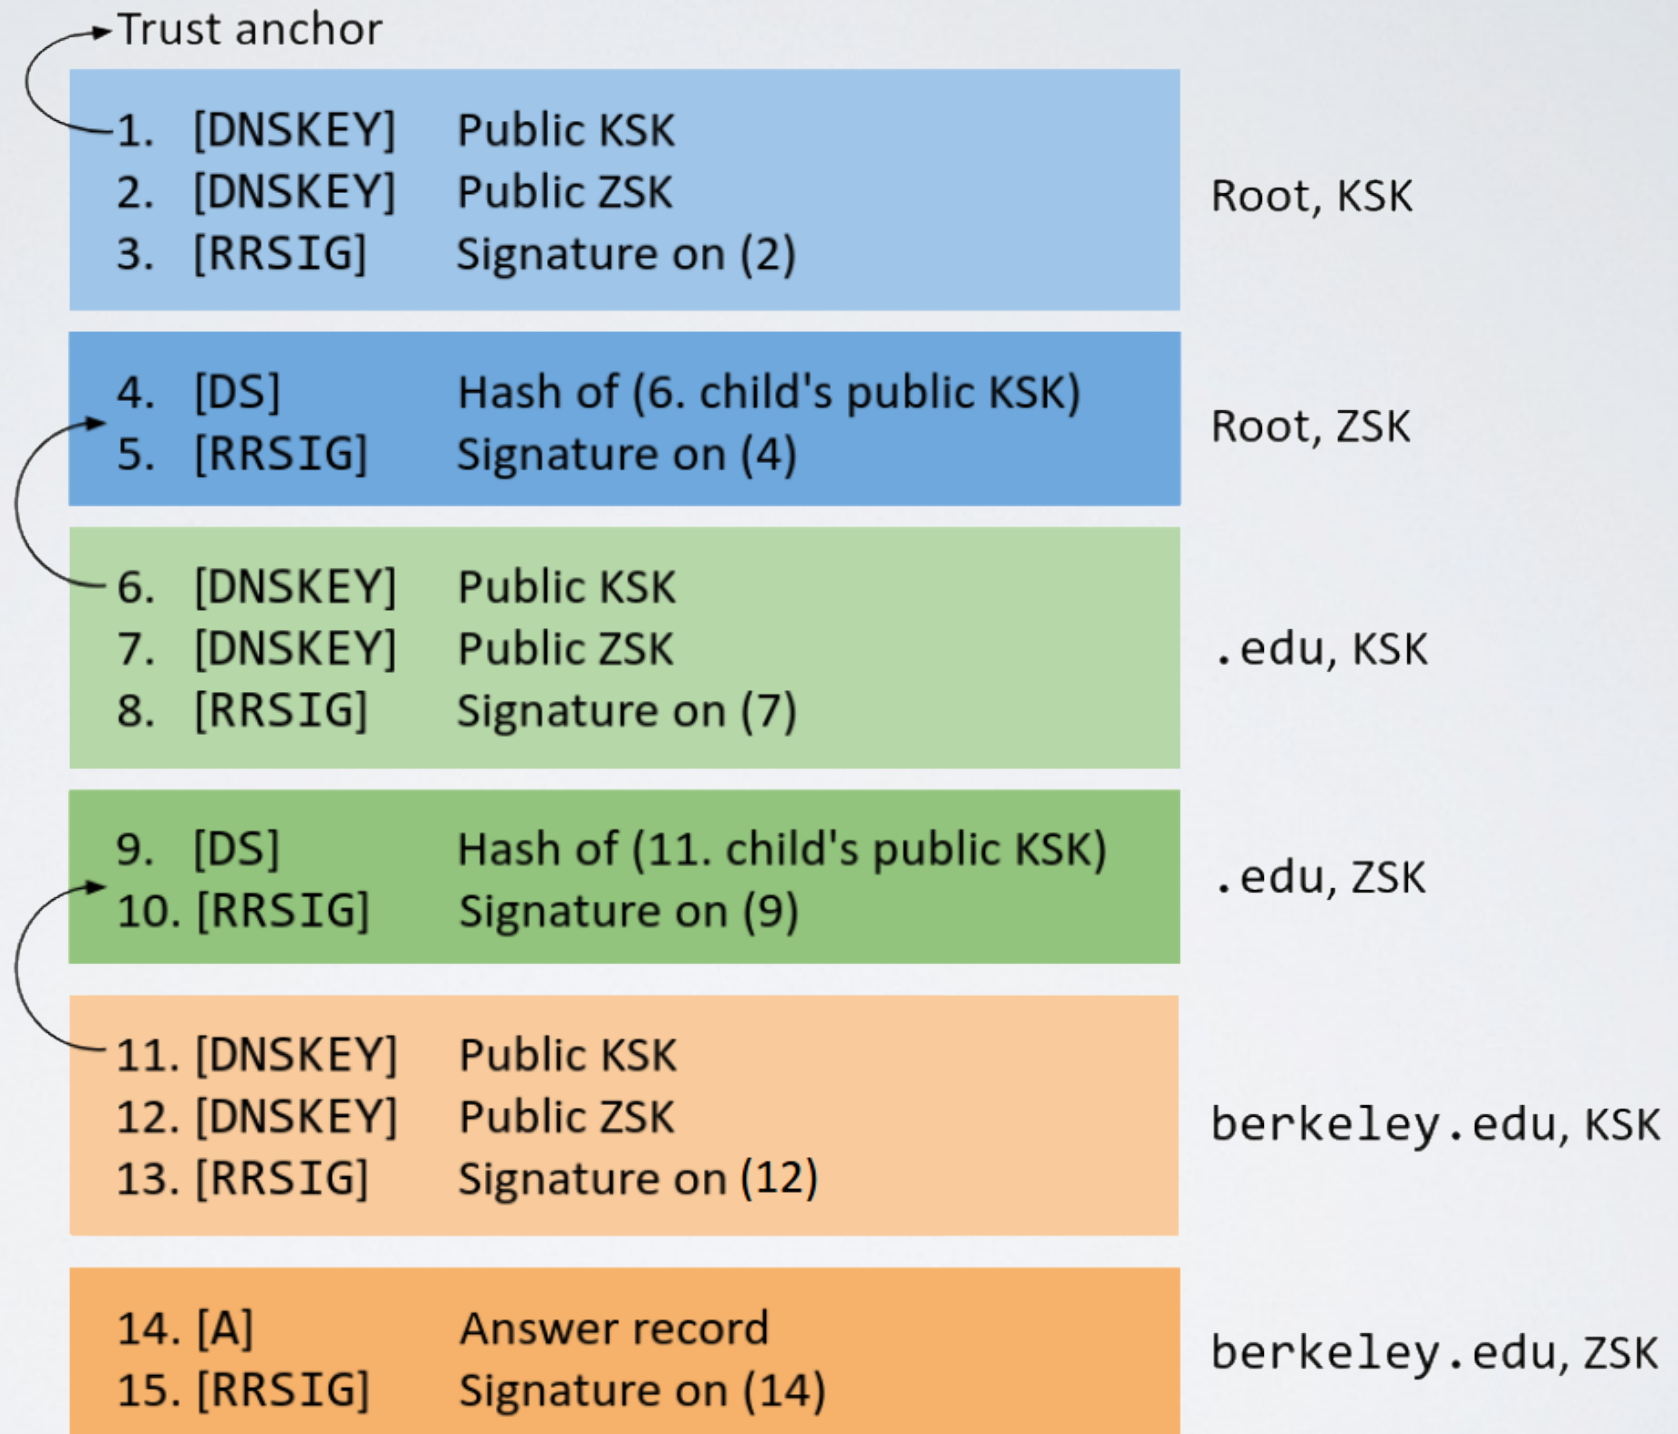 Trust anchor
1. [DNSKEY] Public KSK
2. [DNSKEY] Public ZSK
3. [RRSIG] Signature on (2)
Root, KSK
4. [DS] Hash of (6. child's public KSK)
5. [RRSIG] Signature on (4)
Root, ZSK
6. [DNSKEY] Public KSK
7. [DNSKEY] Public ZSK
8. [RRSIG] Signature on (7)
.edu, KSK
9. [DS] Hash of (11. child's public KSK)
10. [RRSIG] Signature on (9)
.edu, ZSK
11. [DNSKEY] Public KSK
12. [DNSKEY] Public ZSK
13. [RRSIG] Signature on (12)
berkeley.edu, KSK
14. [A] Answer record
15. [RRSIG] Signature on (14)
berkeley.edu, ZSK